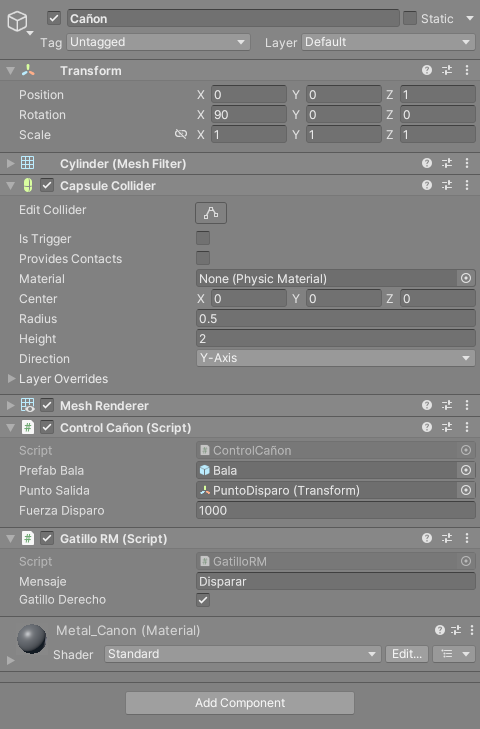 Cañon Static
Tag Untagged Layer Default
Transform
Position X 0 Y 0 Z 1
Rotation X 90 Y 0 Z 0
Scale X 1 Y 1 Z 1
Cylinder (Mesh Filter)
Capsule Collider
Edit Collider
Is Trigger
Provides Contacts
Material None (Physic Material)
Center X 0 Y 0 Z 0
Radius 0.5
Height 2
Direction Y-Axis
Layer Overrides
Mesh Renderer
Control Cañon (Script)
Script ControlCañon
Prefab Bala Bala
Punto Salida PuntoDisparo (Transform)
Fuerza Disparo 1000
Gatillo RM (Script)
Script GatilloRM
Mensaje Disparar
Gatillo Derecho
Metal_Canon (Material)
Shader Standard Edit...
Add Component